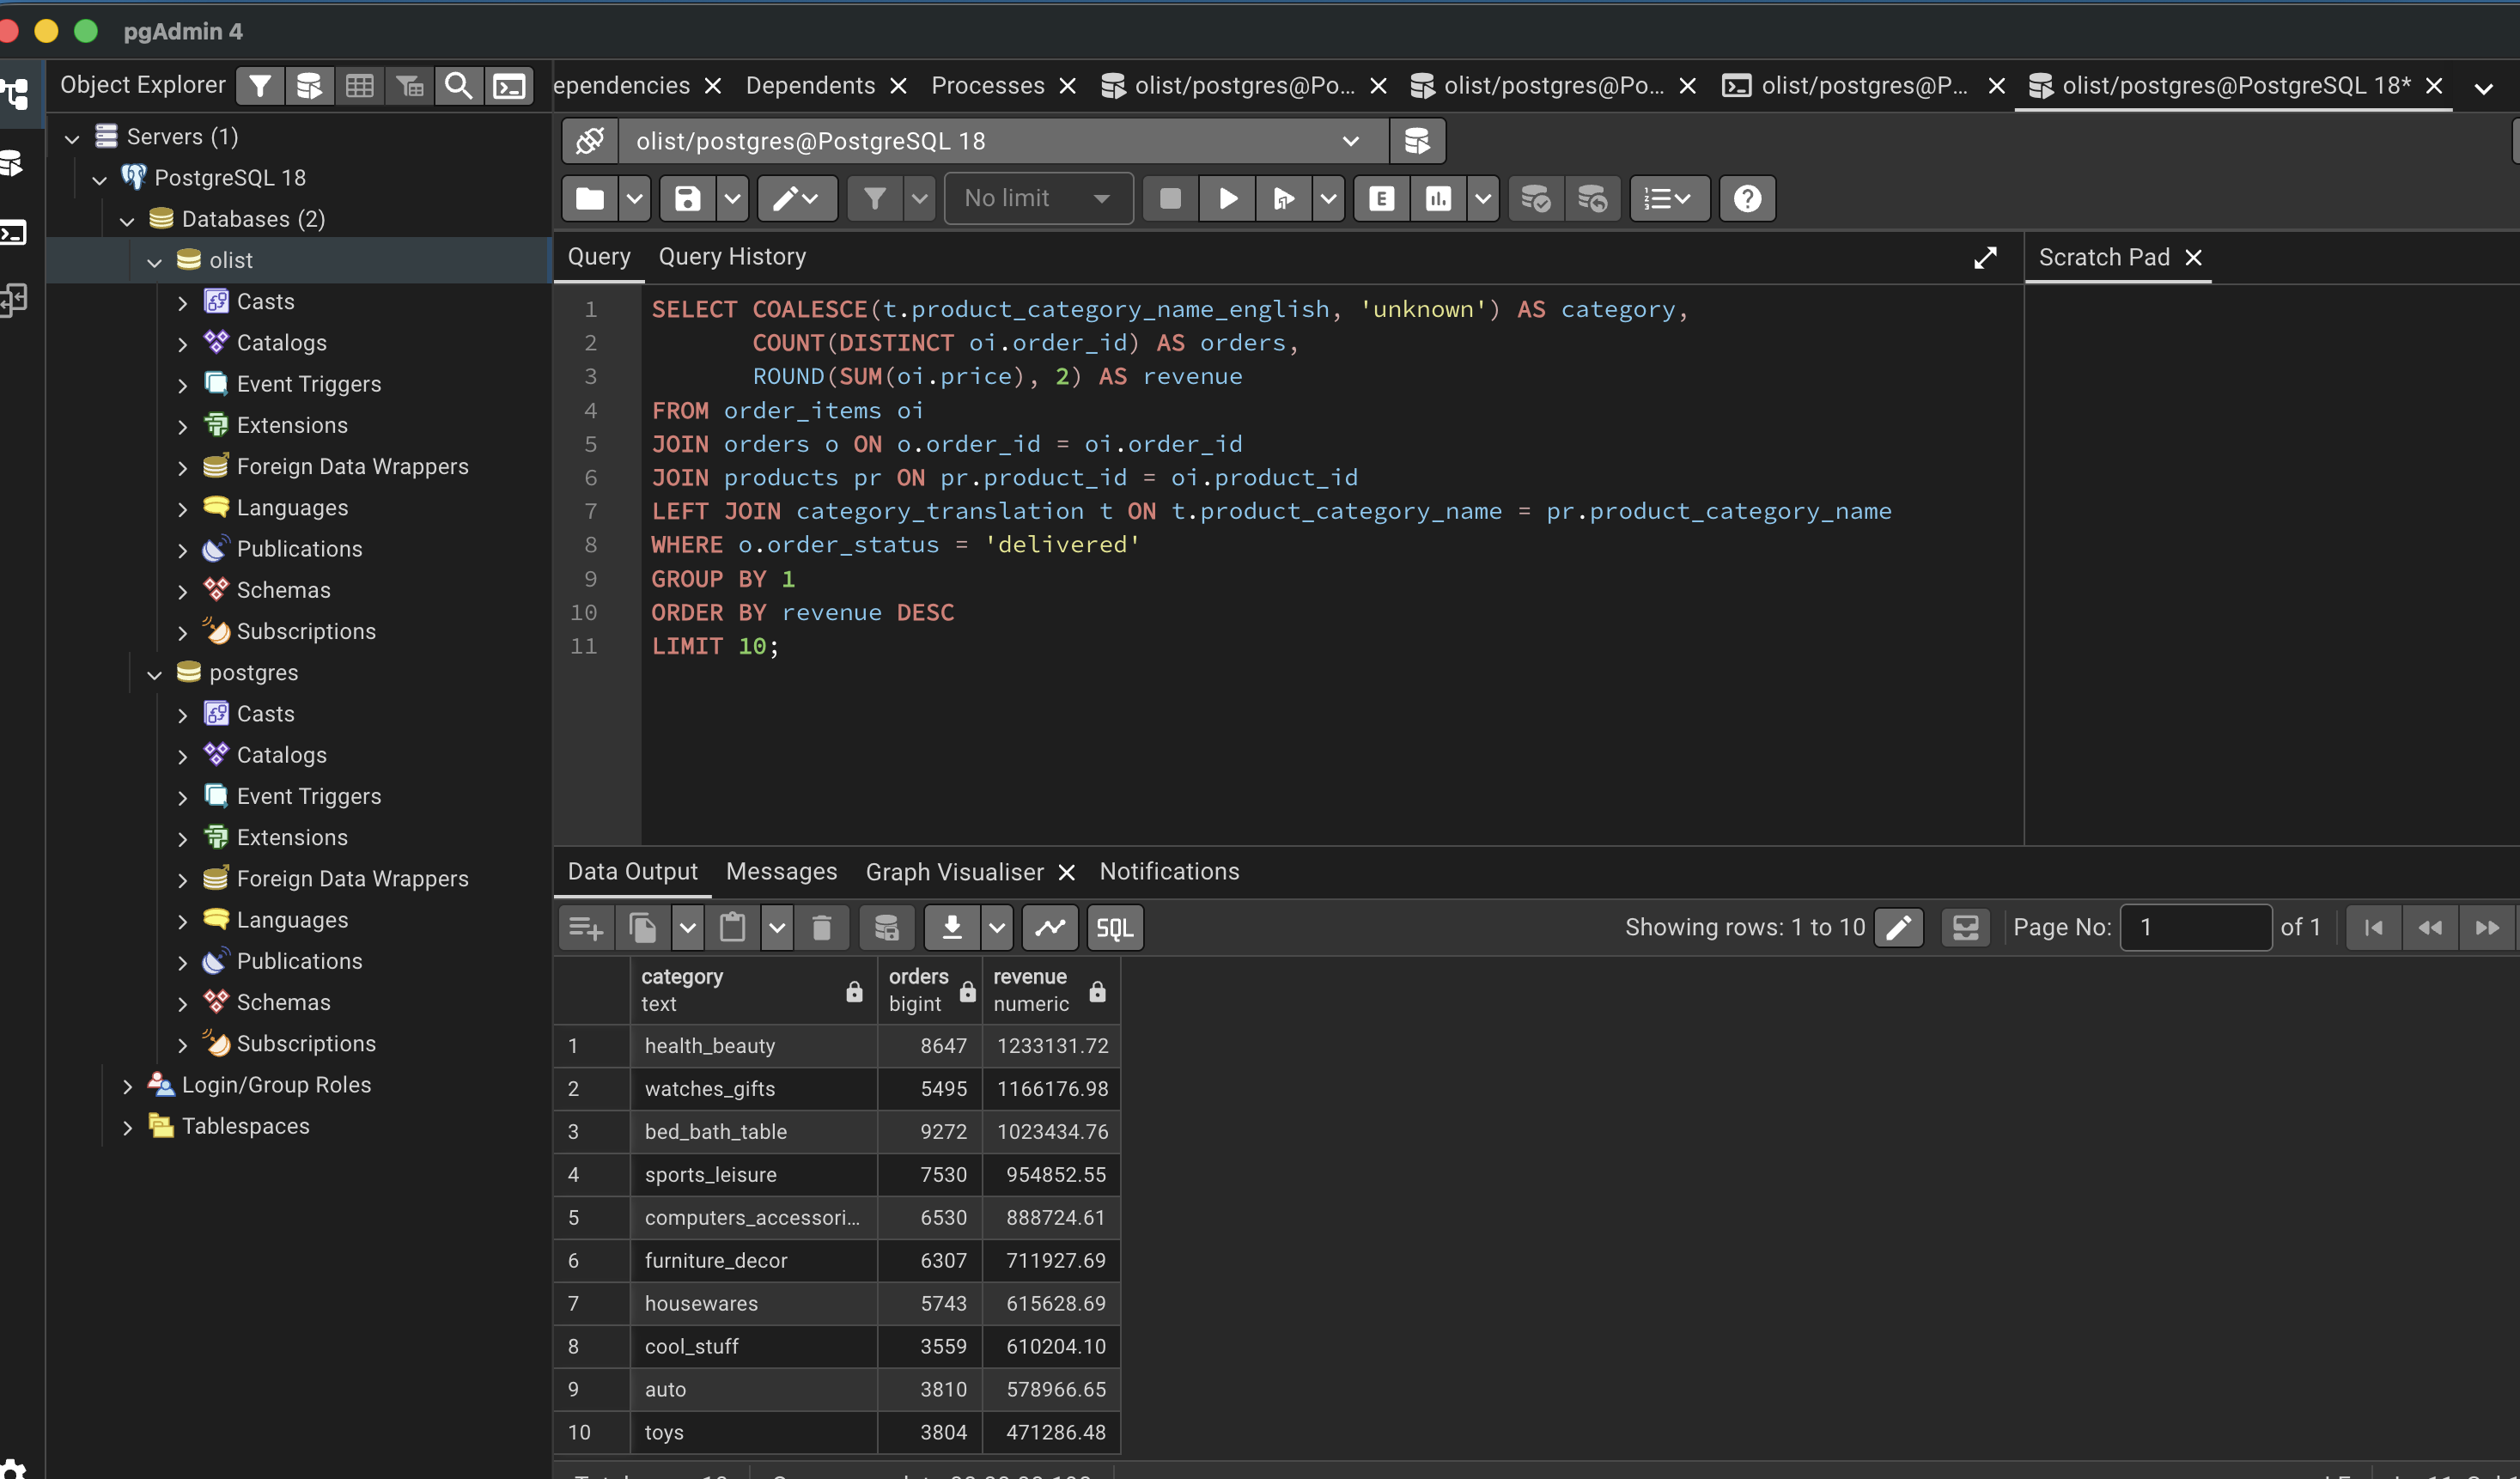 pgAdmin 4
Object Explorer
Servers (1)
PostgreSQL 18
Databases (2)
olist
Casts
Catalogs
Event Triggers
Extensions
Foreign Data Wrappers
Languages
Publications
Schemas
Subscriptions
postgres
Casts
Catalogs
Event Triggers
Extensions
Foreign Data Wrappers
Languages
Publications
Schemas
Subscriptions
Login/Group Roles
Tablespaces
ependencies Dependents Processes olist/postgres@Po... olist/postgres@Po... olist/postgres@P... olist/postgres@PostgreSQL 18*
olist/postgres@PostgreSQL 18
No limit E
Query Query History Scratch Pad
1 SELECT COALESCE(t.product_category_name_english, 'unknown') AS category,
2 COUNT(DISTINCT oi.order_id) AS orders,
3 ROUND(SUM(oi.price), 2) AS revenue
4 FROM order_items oi
5 JOIN orders o ON o.order_id = oi.order_id
6 JOIN products pr ON pr.product_id = oi.product_id
7 LEFT JOIN category_translation t ON t.product_category_name = pr.product_category_name
8 WHERE o.order_status = 'delivered'
9 GROUP BY 1
10 ORDER BY revenue DESC
11 LIMIT 10;
Data Output Messages Graph Visualiser Notifications
SQL Showing rows: 1 to 10 Page No: 1 of 1
category orders revenue
text bigint numeric
1 health_beauty 8647 1233131.72
2 watches_gifts 5495 1166176.98
3 bed_bath_table 9272 1023434.76
4 sports_leisure 7530 954852.55
5 computers_accessori... 6530 888724.61
6 furniture_decor 6307 711927.69
7 housewares 5743 615628.69
8 cool_stuff 3559 610204.10
9 auto 3810 578966.65
10 toys 3804 471286.48